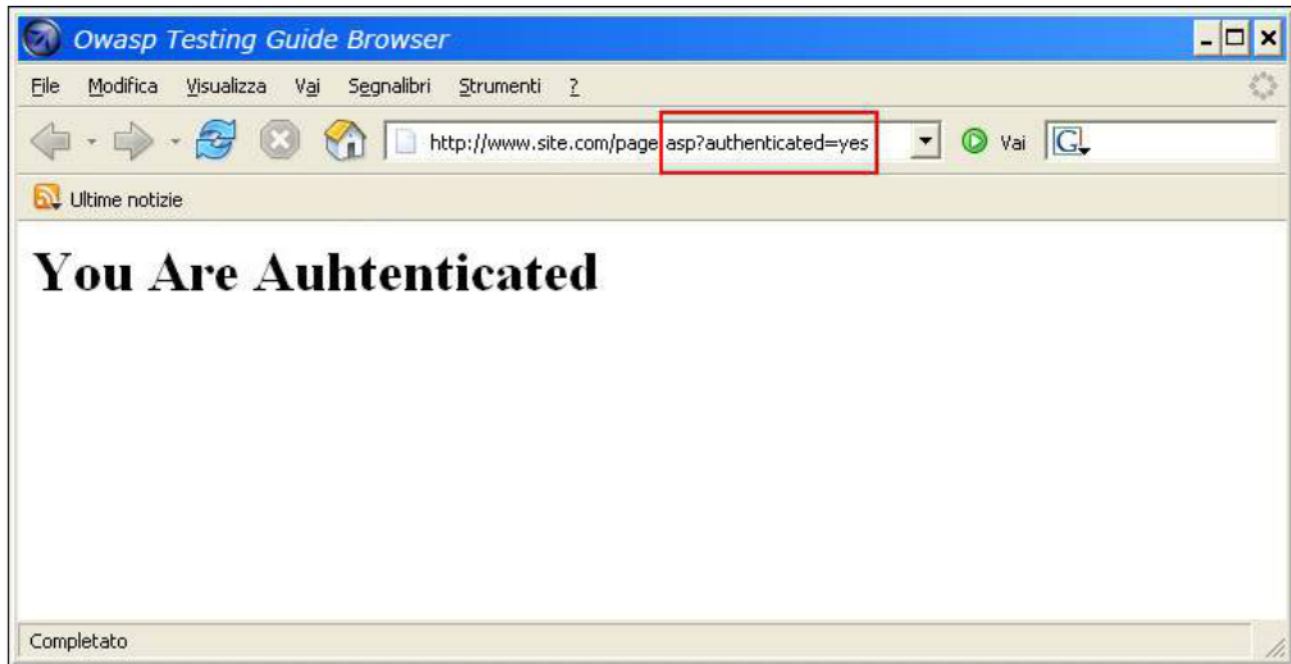 Owasp Testing Guide Browser
File Modifica Visualizza Vai Segnalibri Strumenti ?
http://www.site.com/page.asp?authenticated=yes Vai G
Ultime notizie
You Are Auhtenticated
Completato